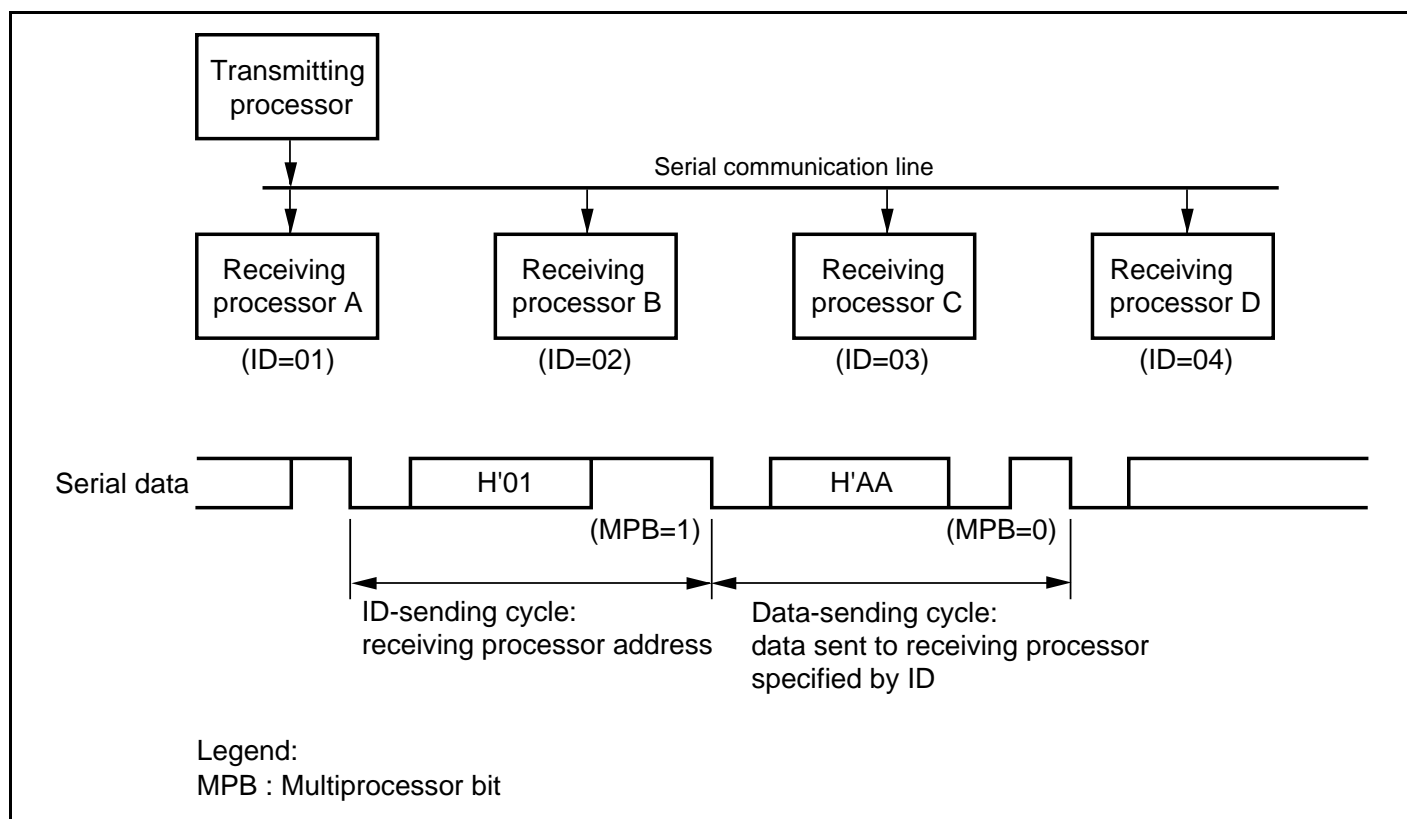 Transmitting
processor
Serial communication line
Receiving
processor A
Receiving
processor B
Receiving
processor C
Receiving
processor D
(ID=01)
(ID=02)
(ID=03)
(ID=04)
Serial data
H'01
H'AA
(MPB=1)
(MPB=0)
ID-sending cycle:
receiving processor address
Data-sending cycle:
data sent to receiving processor
specified by ID
Legend:
MPB : Multiprocessor bit